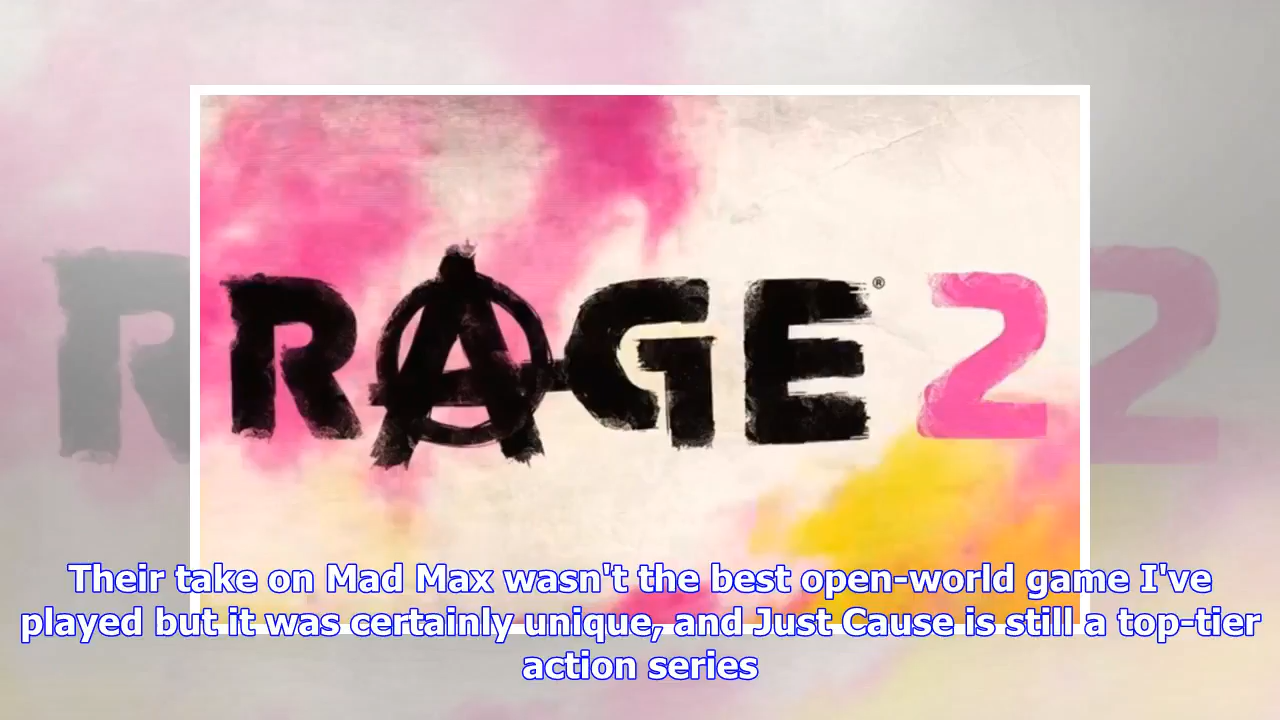 RAGE 2
®
Their take on Mad Max wasn't the best open-world game I've
played but it was certainly unique, and Just Cause is still a top-tier
action series